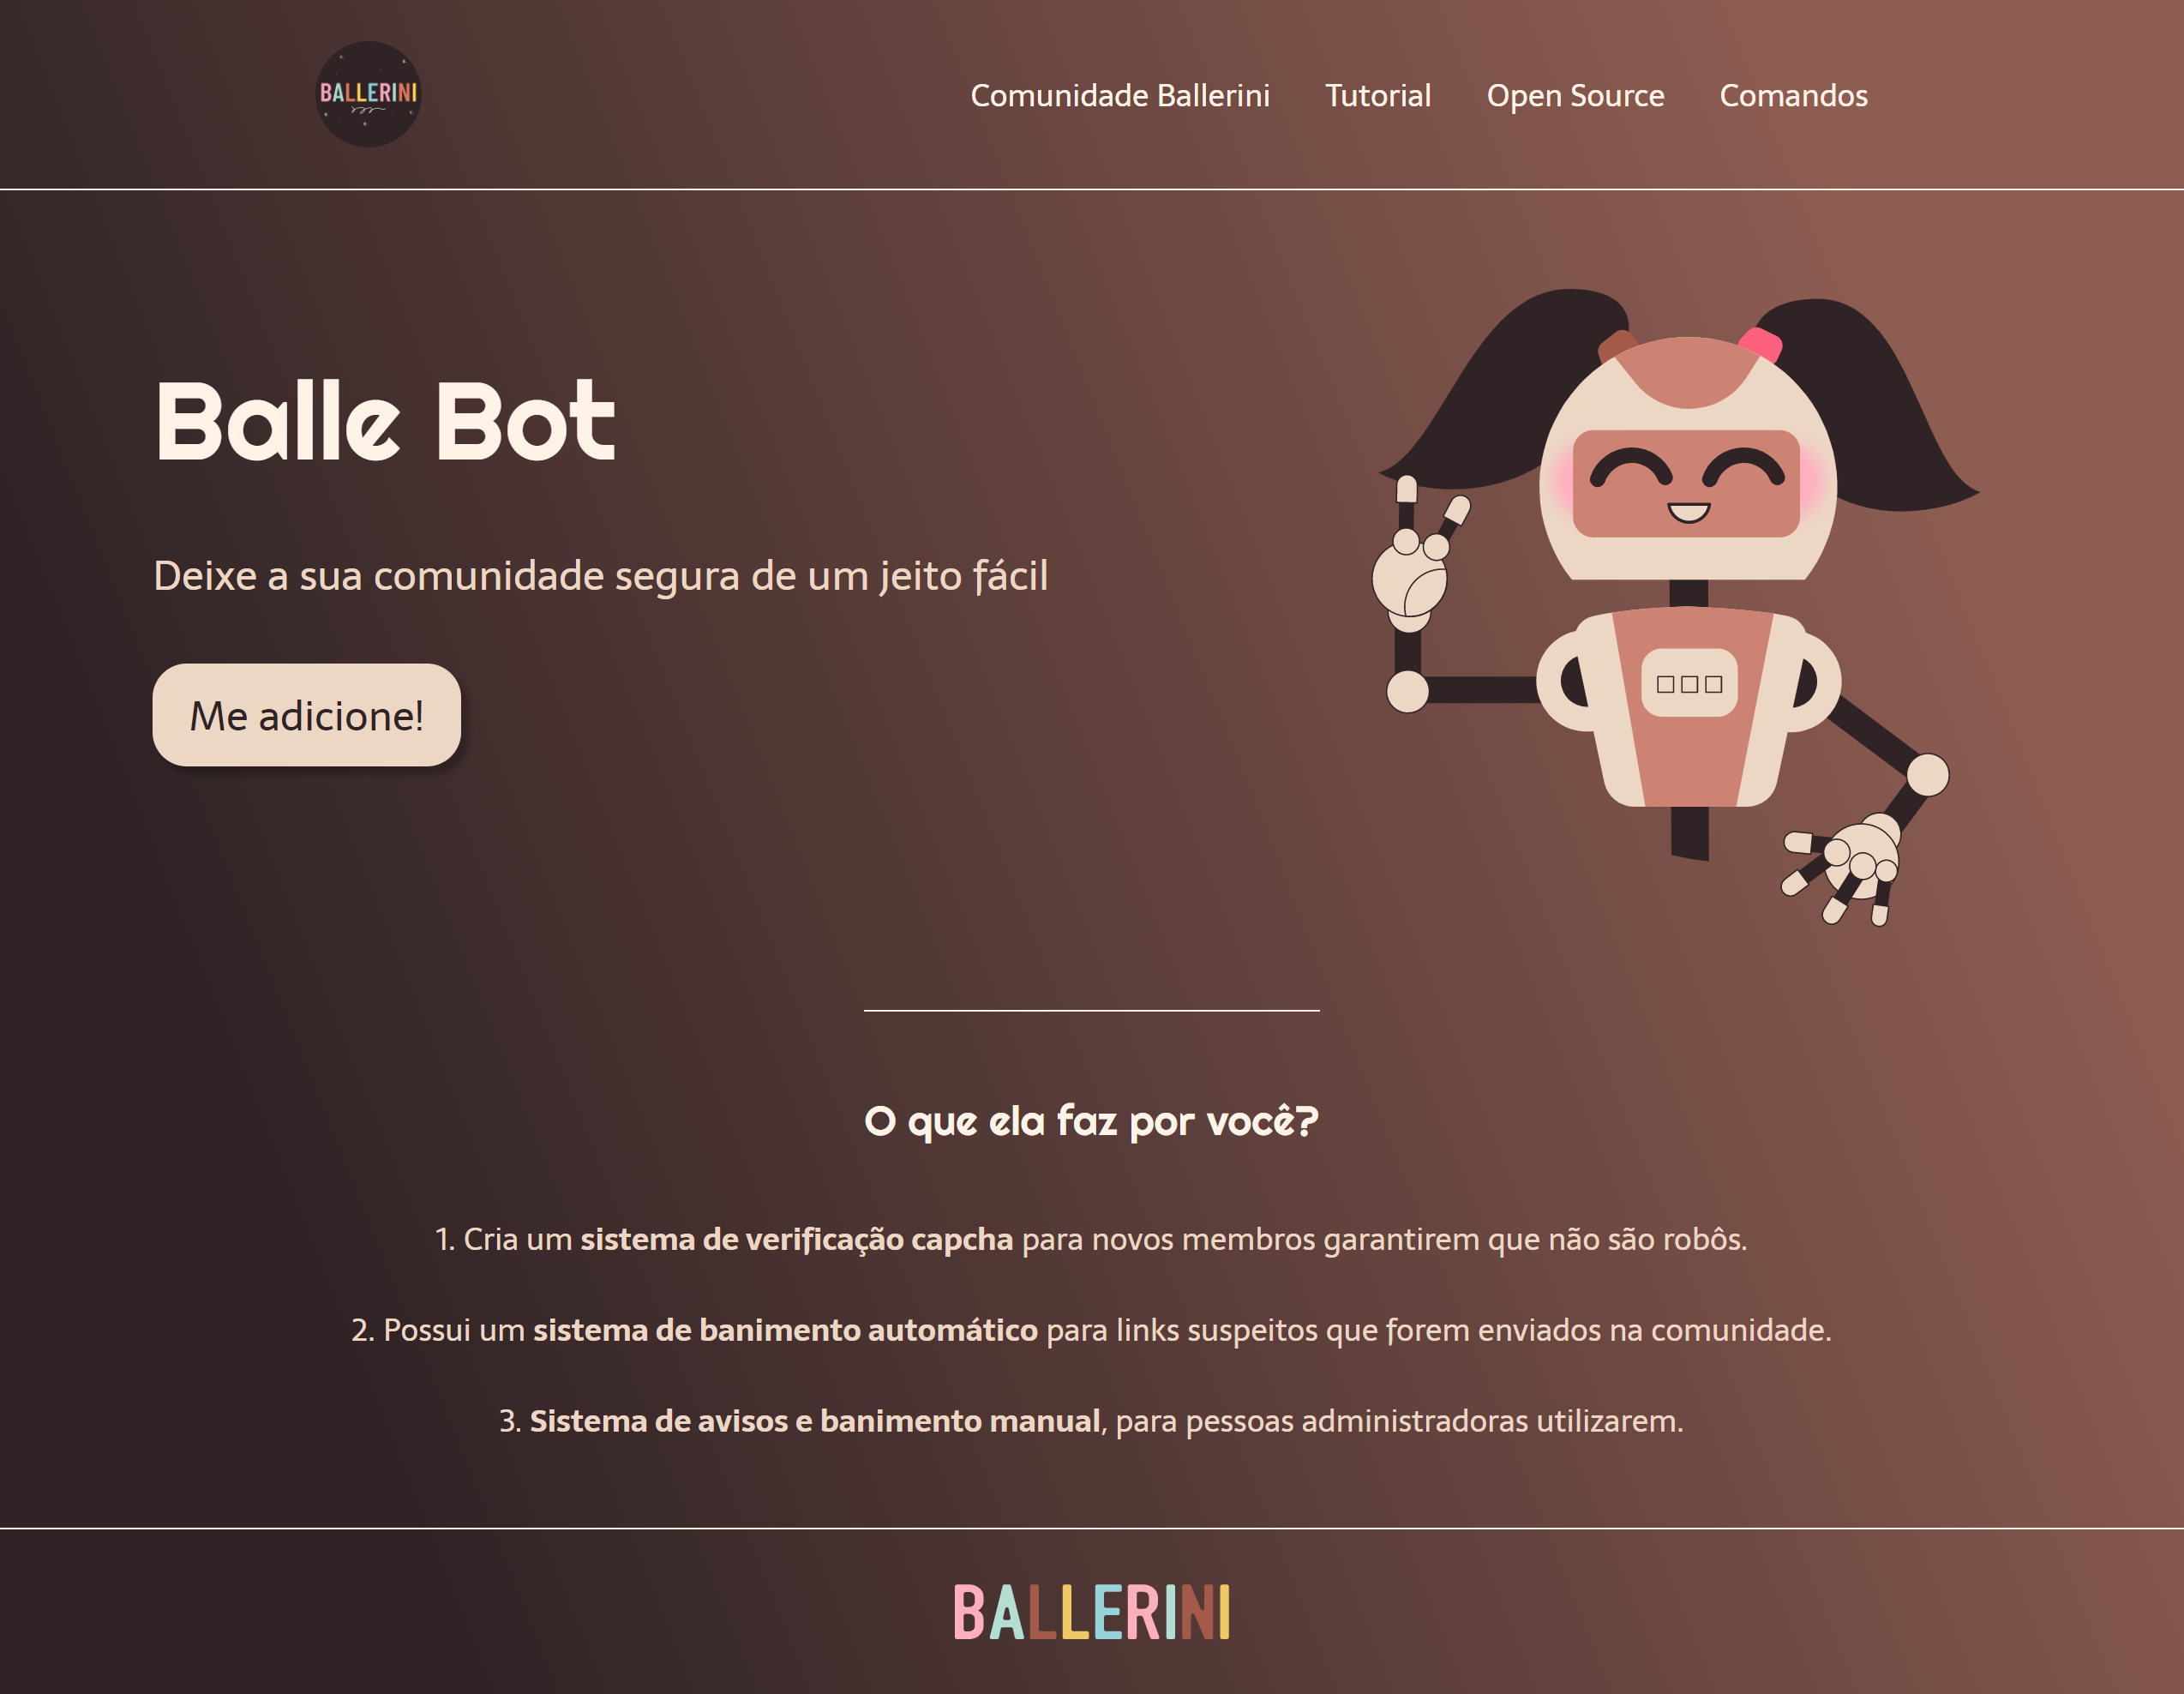 BALLERINI
Comunidade Ballerini
Tutorial
Open Source
Comandos
Balle Bot
Deixe a sua comunidade segura de um jeito fácil
Me adicione!
O que ela faz por você?
1. Cria um sistema de verificação capcha para novos membros garantirem que não são robôs.
2. Possui um sistema de banimento automático para links suspeitos que forem enviados na comunidade.
3. Sistema de avisos e banimento manual, para pessoas administradoras utilizarem.
BALLERINI